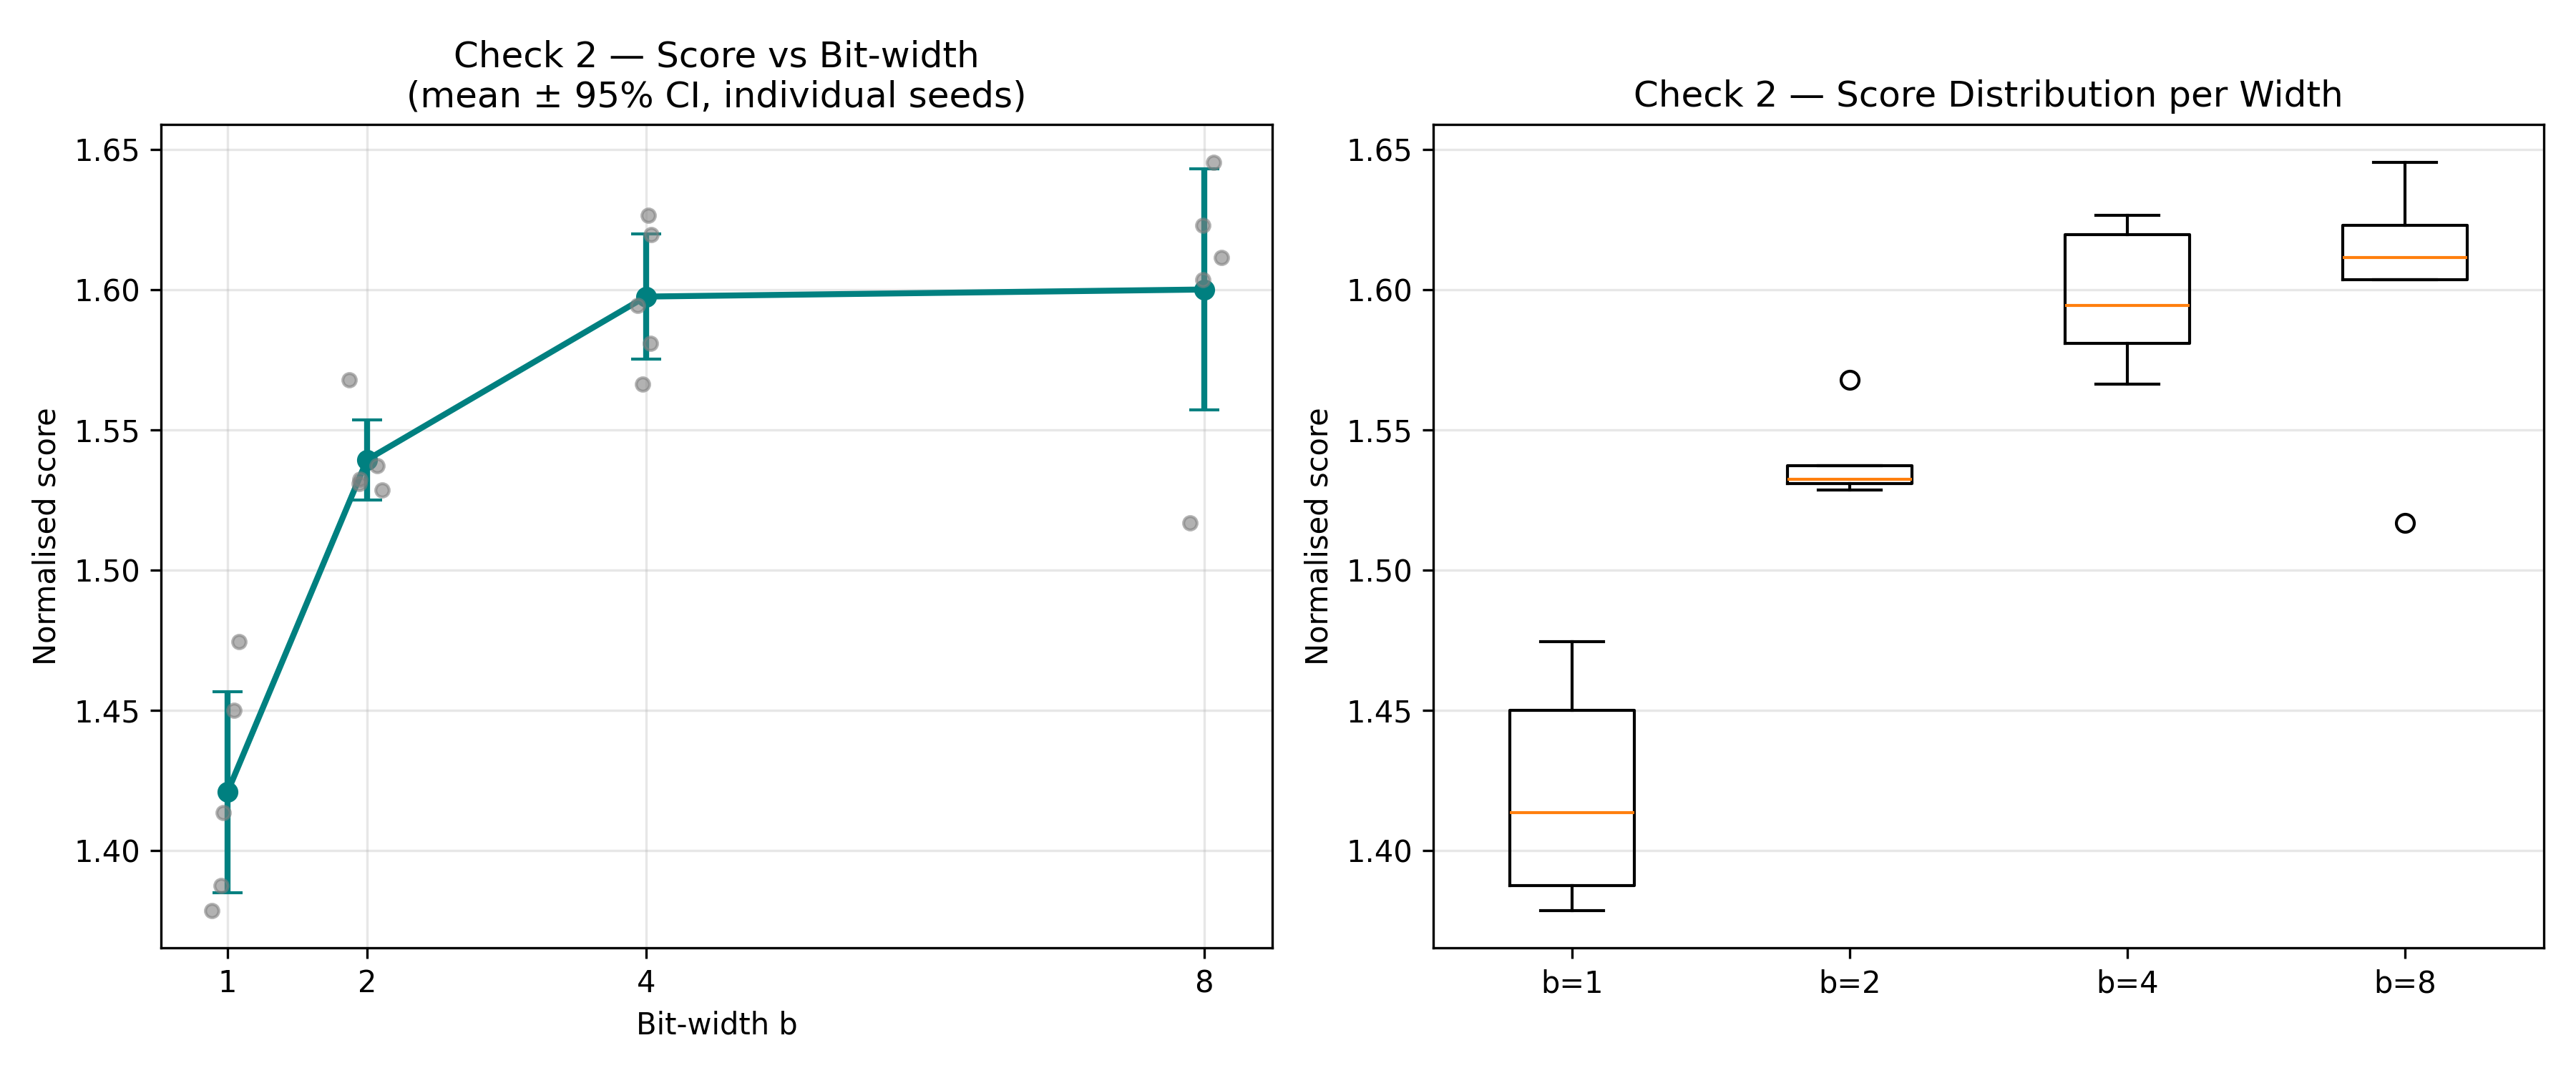 Check 2 — Score vs Bit-width
(mean ± 95% CI, individual seeds)
Normalised score
1.65
1.60
1.55
1.50
1.45
1.40
1
2
4
8
Bit-width b
Check 2 — Score Distribution per Width
Normalised score
1.65
1.60
1.55
1.50
1.45
1.40
b=1
b=2
b=4
b=8